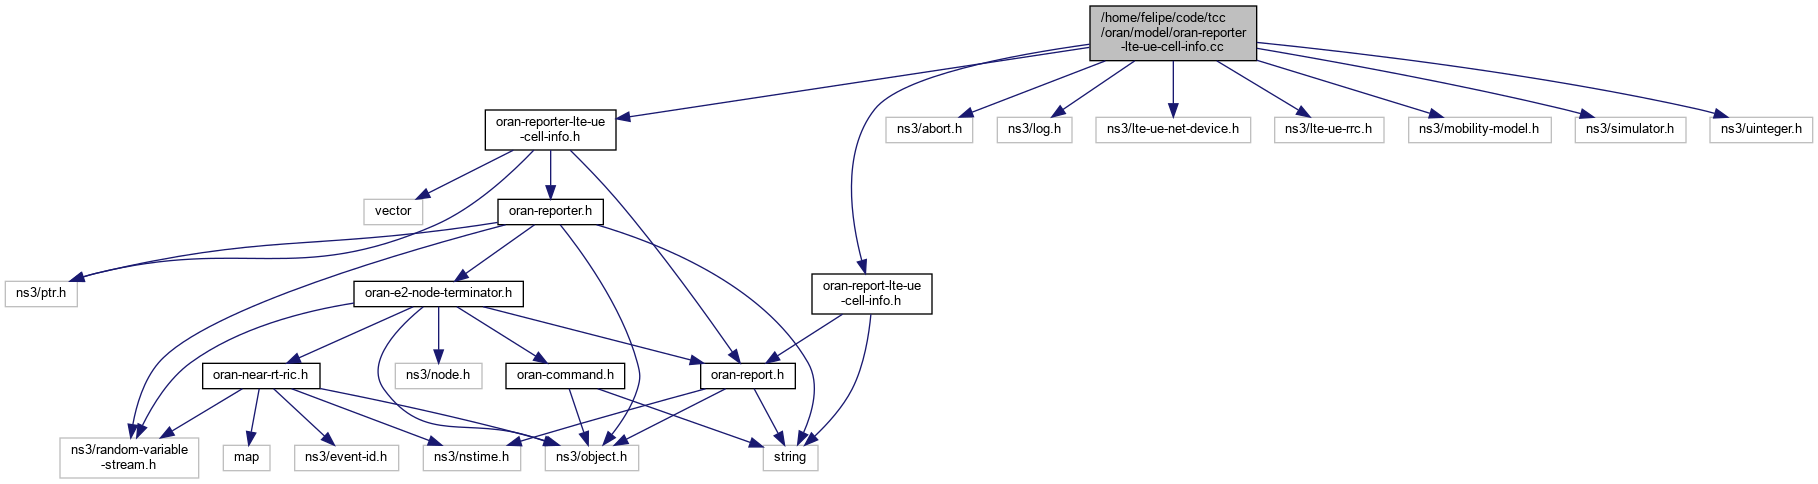 /home/felipe/code/tcc
/oran/model/oran-reporter
-lte-ue-cell-info.cc
oran-reporter-lte-ue
-cell-info.h
ns3/abort.h
ns3/log.h
ns3/lte-ue-net-device.h
ns3/lte-ue-rrc.h
ns3/mobility-model.h
ns3/simulator.h
ns3/uinteger.h
vector
oran-reporter.h
ns3/ptr.h
oran-e2-node-terminator.h
oran-report-lte-ue
-cell-info.h
oran-near-rt-ric.h
ns3/node.h
oran-command.h
oran-report.h
ns3/random-variable
-stream.h
map
ns3/event-id.h
ns3/nstime.h
ns3/object.h
string